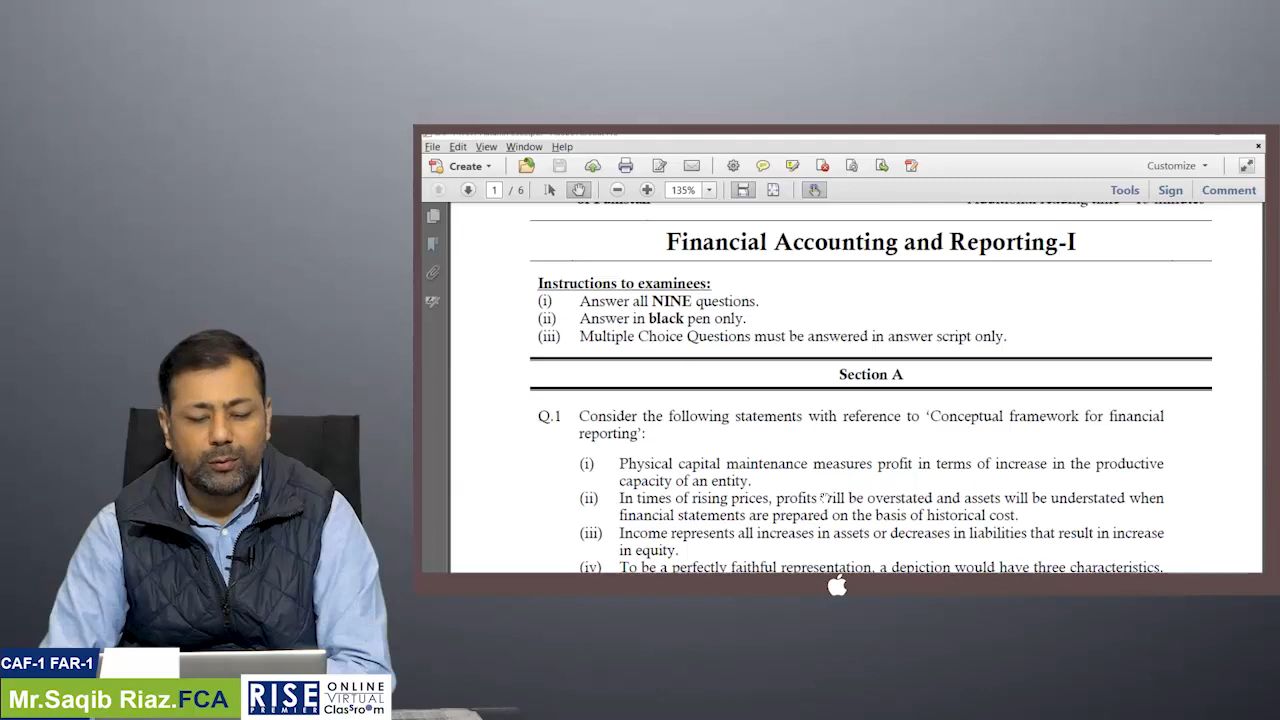 File Edit View Window Help
Create
Customize
1 / 6
135%
Tools Sign Comment
Financial Accounting and Reporting-I
Instructions to examinees:
(i) Answer all NINE questions.
(ii) Answer in black pen only.
(iii) Multiple Choice Questions must be answered in answer script only.
Section A
Q.1 Consider the following statements with reference to ‘Conceptual framework for financial
reporting’:
(i) Physical capital maintenance measures profit in terms of increase in the productive
capacity of an entity.
(ii) In times of rising prices, profits will be overstated and assets will be understated when
financial statements are prepared on the basis of historical cost.
(iii) Income represents all increases in assets or decreases in liabilities that result in increase
in equity.
(iv) To be a perfectly faithful representation, a depiction would have three characteristics.
CAF-1 FAR-1
Mr.Saqib Riaz.FCA
RISE
PREMIER
ONLINE
VIRTUAL
Classroom